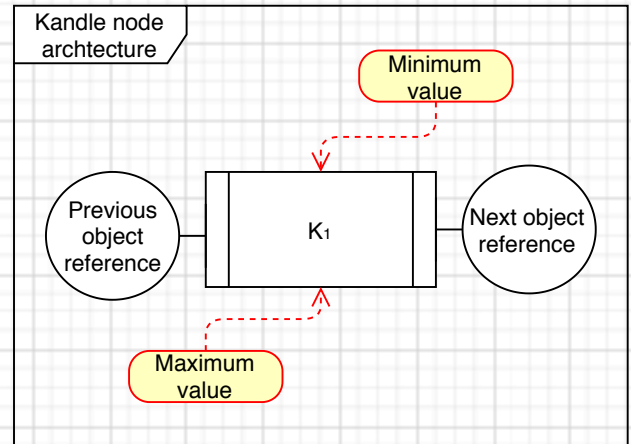 Kandle node
archtecture
Minimum
value
Previous
object
reference
K₁
Next object
reference
Maximum
value